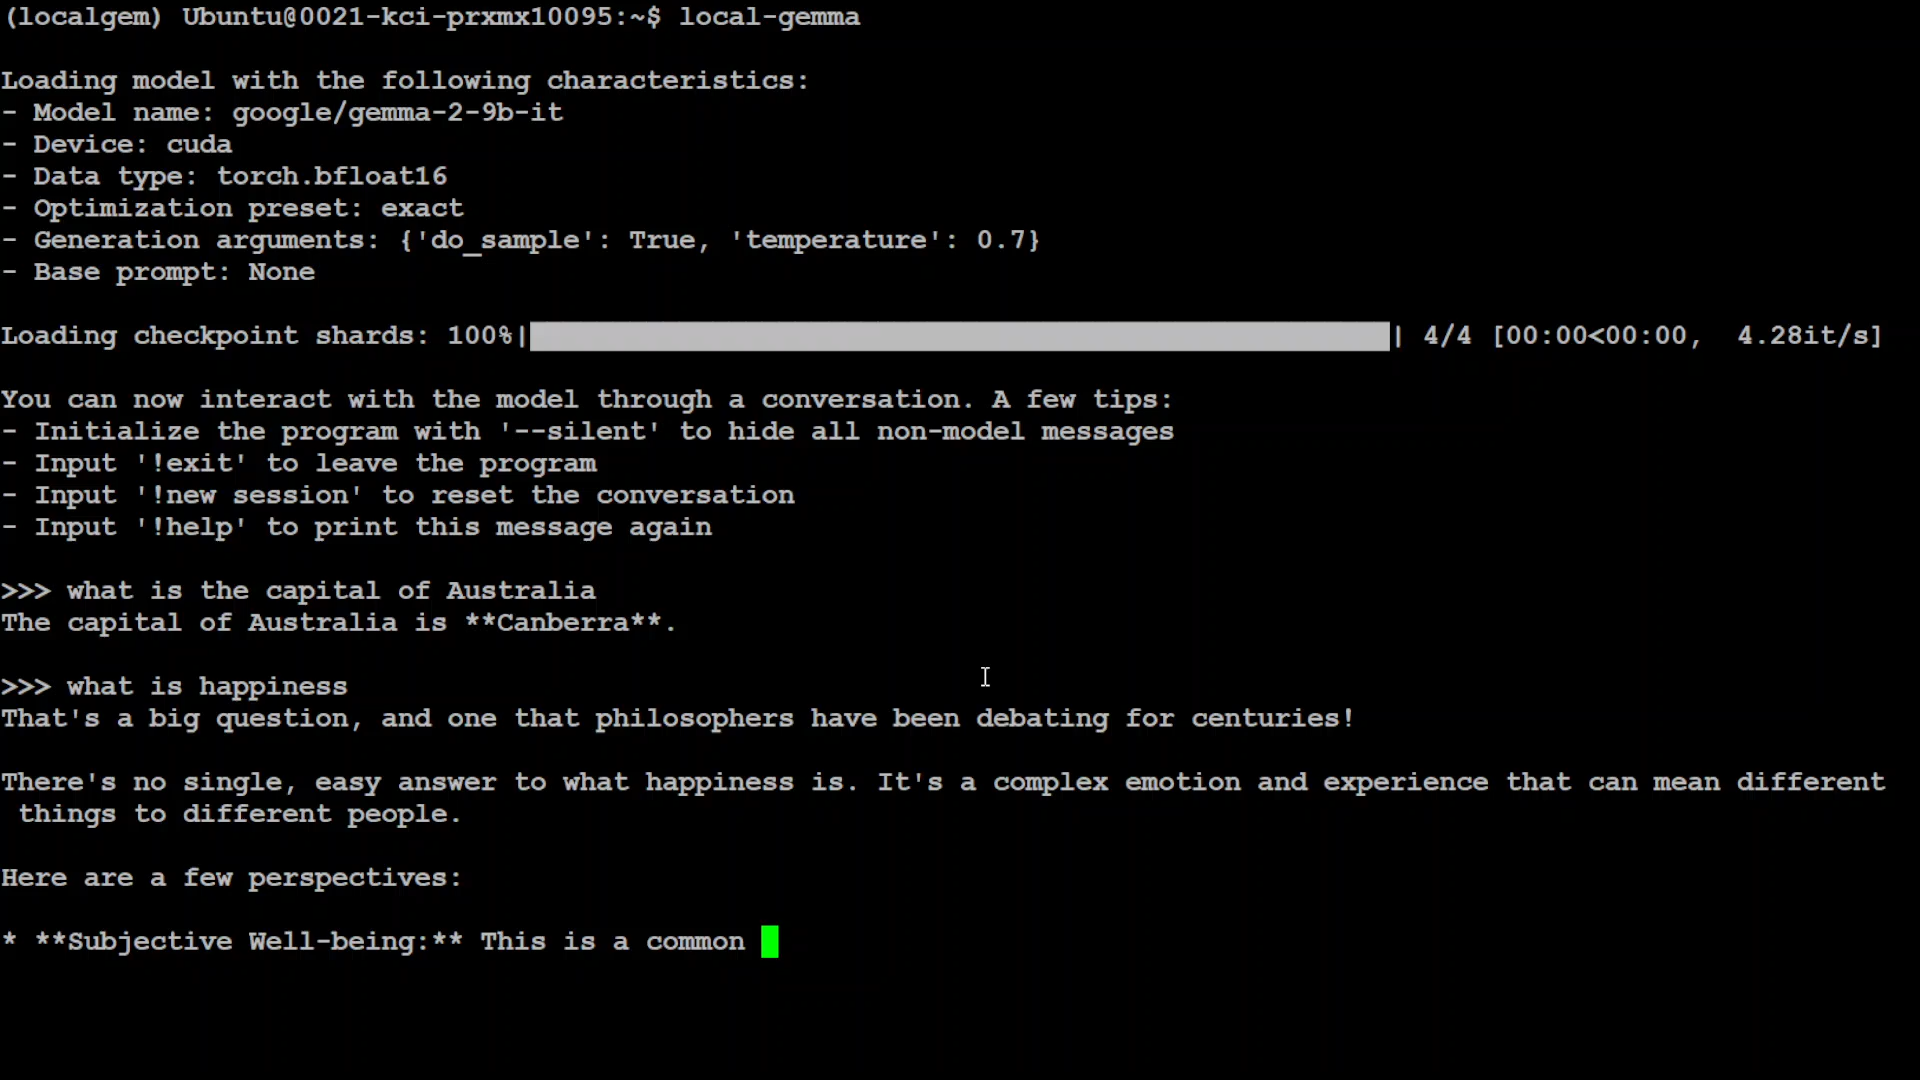 (localgem) Ubuntu@0021-kci-prxmx10095:~$ local-gemma
Loading model with the following characteristics:
- Model name: google/gemma-2-9b-it
- Device: cuda
- Data type: torch.bfloat16
- Optimization preset: exact
- Generation arguments: {'do_sample': True, 'temperature': 0.7}
- Base prompt: None
Loading checkpoint shards: 100%|██████████| 4/4 [00:00<00:00,  4.28it/s]
You can now interact with the model through a conversation. A few tips:
- Initialize the program with '--silent' to hide all non-model messages
- Input '!exit' to leave the program
- Input '!new session' to reset the conversation
- Input '!help' to print this message again
>>> what is the capital of Australia
The capital of Australia is **Canberra**.
>>> what is happiness
That's a big question, and one that philosophers have been debating for centuries!
There's no single, easy answer to what happiness is. It's a complex emotion and experience that can mean different
things to different people.
Here are a few perspectives:
* **Subjective Well-being:** This is a common